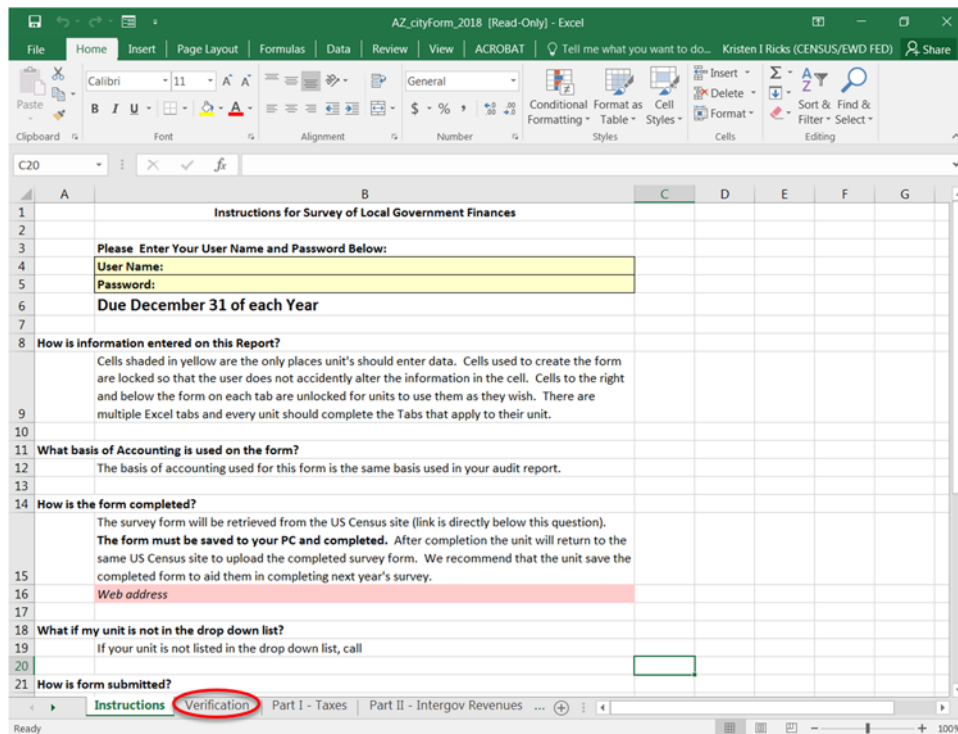 AZ_cityForm_2018 [Read-Only] - Excel
File Home Insert Page Layout Formulas Data Review View ACROBAT Tell me what you want to do... Kristen I Ricks (CENSUS/EWD FED) Share
Paste
Calibri 11
B I U
General
$ % ,
Conditional Formatting
Format as Table
Cell Styles
Insert
Delete
Format
Sort & Filter
Find & Select
Clipboard Font Alignment Number Styles Cells Editing
C20 fx
A B C D E F G
1 Instructions for Survey of Local Government Finances
2
3 Please Enter Your User Name and Password Below:
4 User Name:
5 Password:
6 Due December 31 of each Year
7
8 How is information entered on this Report?
Cells shaded in yellow are the only places unit's should enter data. Cells used to create the form
are locked so that the user does not accidently alter the information in the cell. Cells to the right
and below the form on each tab are unlocked for units to use them as they wish. There are
9 multiple Excel tabs and every unit should complete the Tabs that apply to their unit.
10
11 What basis of Accounting is used on the form?
12 The basis of accounting used for this form is the same basis used in your audit report.
13
14 How is the form completed?
The survey form will be retrieved from the US Census site (link is directly below this question).
The form must be saved to your PC and completed. After completion the unit will return to the
same US Census site to upload the completed survey form. We recommend that the unit save the
15 completed form to aid them in completing next year's survey.
16 Web address
17
18 What if my unit is not in the drop down list?
19 If your unit is not listed in the drop down list, call
20
21 How is form submitted?
Instructions Verification Part I - Taxes Part II - Intergov Revenues ...
Ready 100%